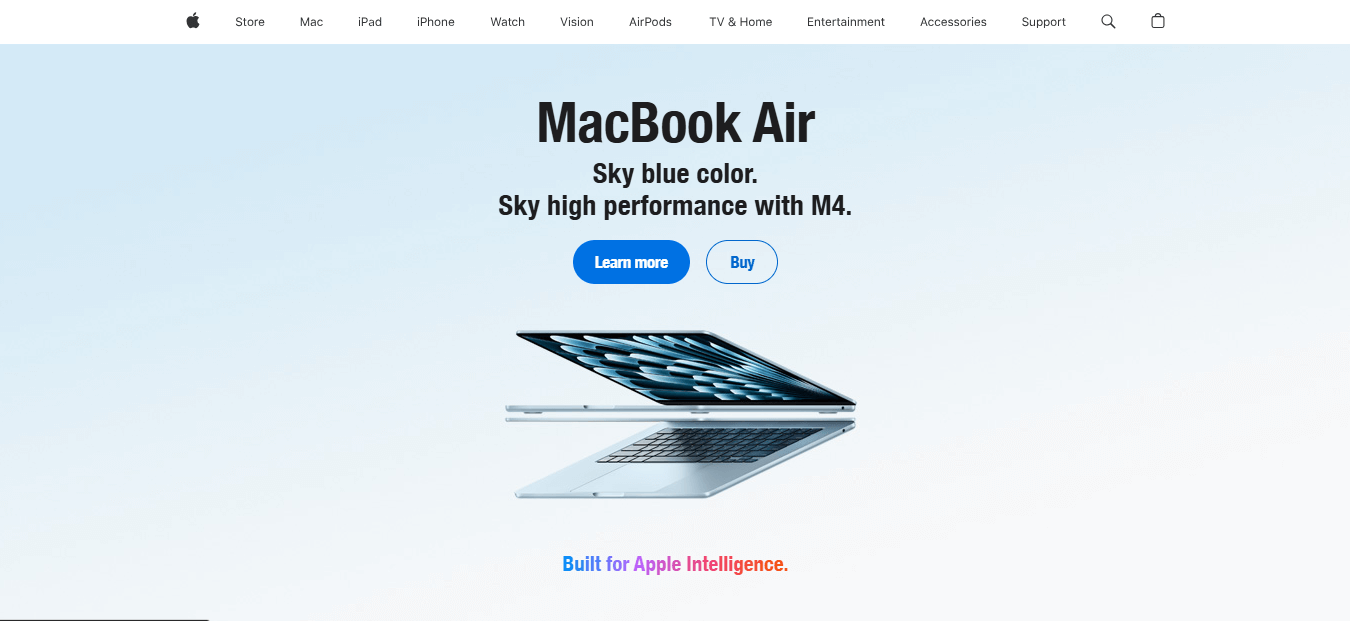 Store Mac iPad iPhone Watch Vision AirPods TV & Home Entertainment Accessories Support
MacBook Air
Sky blue color.
Sky high performance with M4.
Learn more Buy
Built for Apple Intelligence.